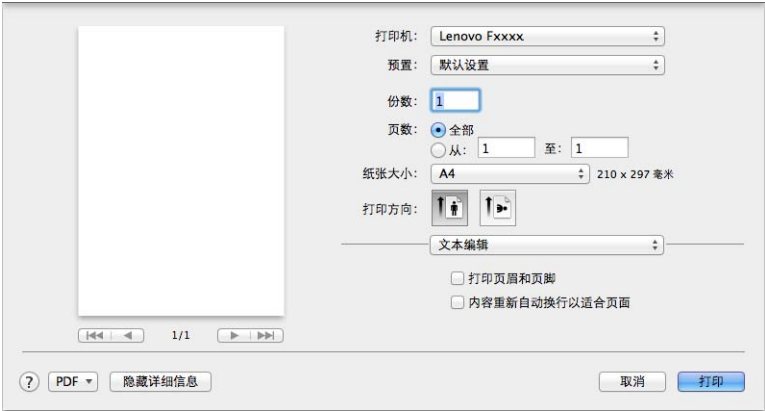 打印机： Lenovo Fxxxx
预置： 默认设置
份数： 1
页数： 全部
从： 1 至： 1
纸张大小： A4 210 x 297 毫米
打印方向：
文本编辑
打印页眉和页脚
内容重新自动换行以适合页面
1/1
? PDF 隐藏详细信息 取消 打印